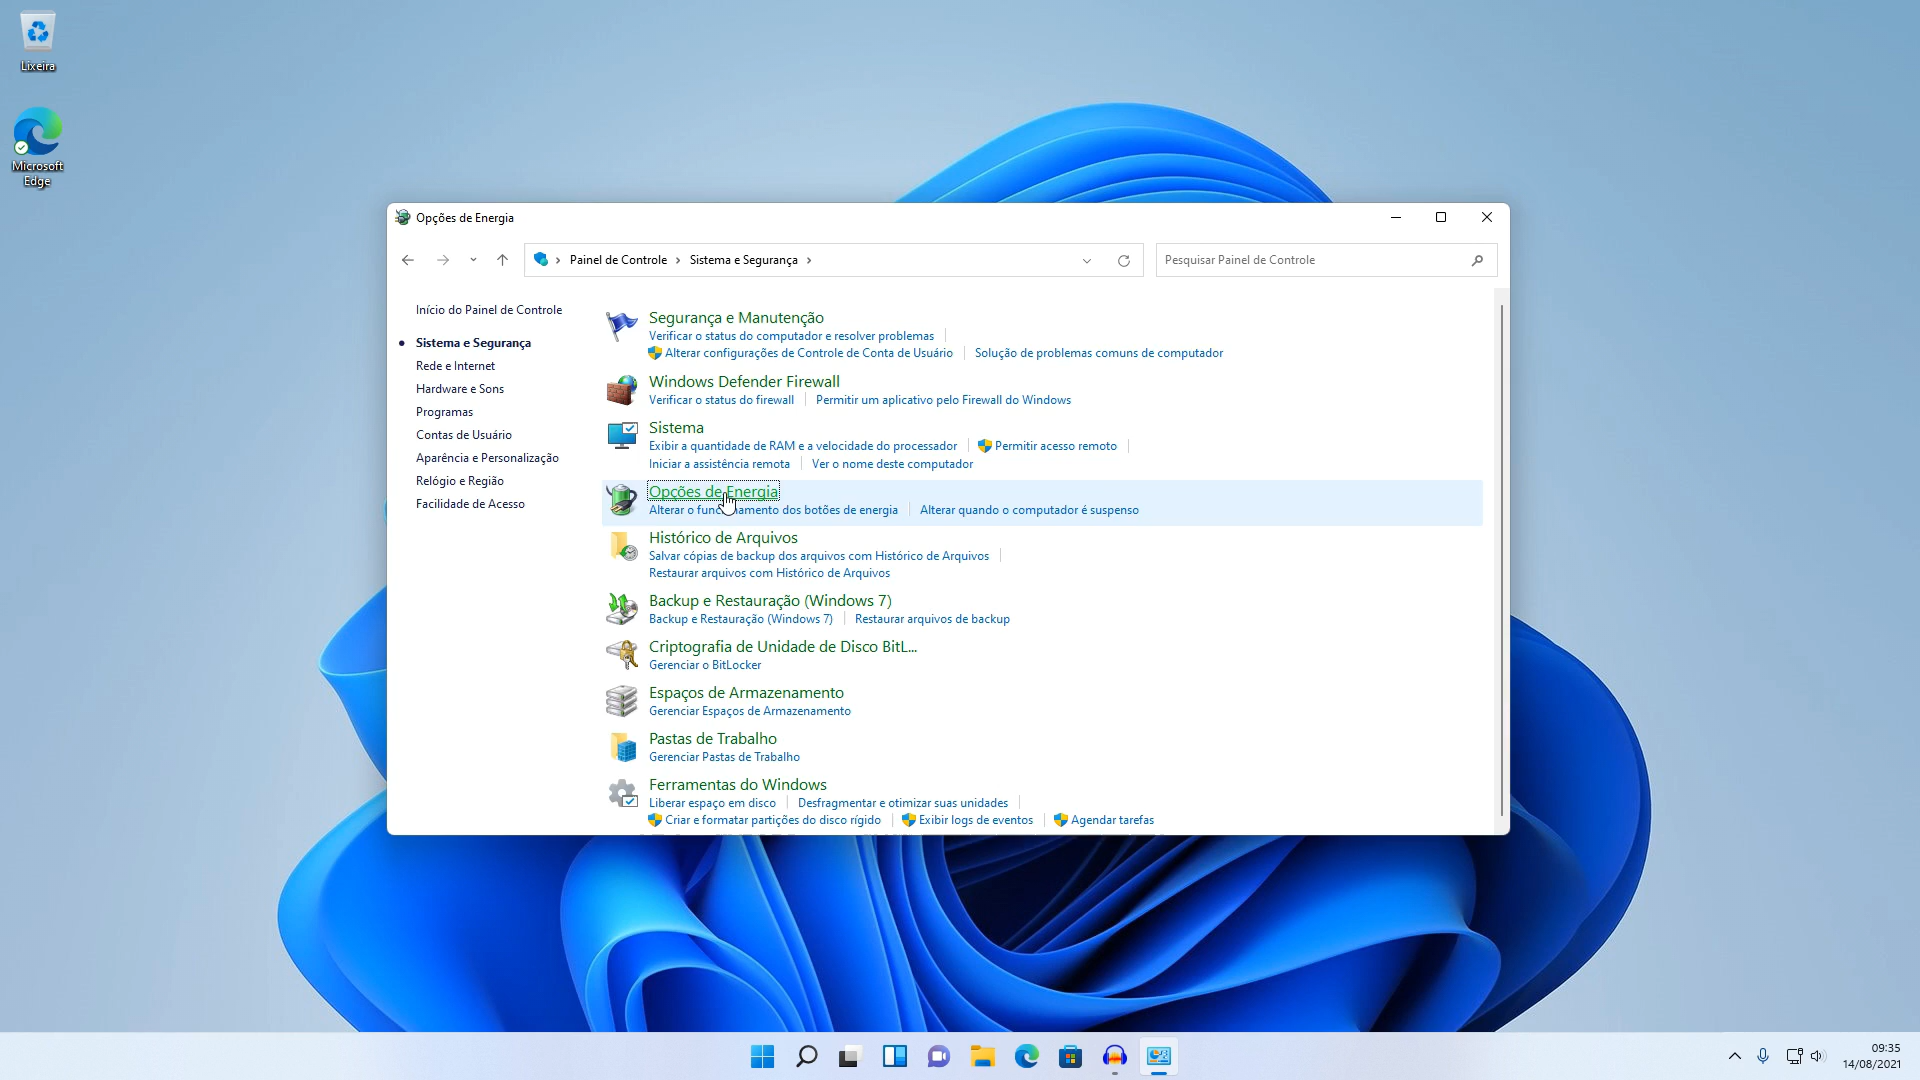 Lixeira
Microsoft
Edge
Opções de Energia
Painel de Controle
Sistema e Segurança
Pesquisar Painel de Controle
Início do Painel de Controle
Sistema e Segurança
Rede e Internet
Hardware e Sons
Programas
Contas de Usuário
Aparência e Personalização
Relógio e Região
Facilidade de Acesso
Segurança e Manutenção
Verificar o status do computador e resolver problemas
Alterar configurações de Controle de Conta de Usuário
Solução de problemas comuns de computador
Windows Defender Firewall
Verificar o status do firewall
Permitir um aplicativo pelo Firewall do Windows
Sistema
Exibir a quantidade de RAM e a velocidade do processador
Permitir acesso remoto
Iniciar a assistência remota
Ver o nome deste computador
Opções de Energia
Alterar o funcionamento dos botões de energia
Alterar quando o computador é suspenso
Histórico de Arquivos
Salvar cópias de backup dos arquivos com Histórico de Arquivos
Restaurar arquivos com Histórico de Arquivos
Backup e Restauração (Windows 7)
Backup e Restauração (Windows 7)
Restaurar arquivos de backup
Criptografia de Unidade de Disco BitL...
Gerenciar o BitLocker
Espaços de Armazenamento
Gerenciar Espaços de Armazenamento
Pastas de Trabalho
Gerenciar Pastas de Trabalho
Ferramentas do Windows
Liberar espaço em disco
Desfragmentar e otimizar suas unidades
Criar e formatar partições do disco rígido
Exibir logs de eventos
Agendar tarefas
09:35
14/08/2021